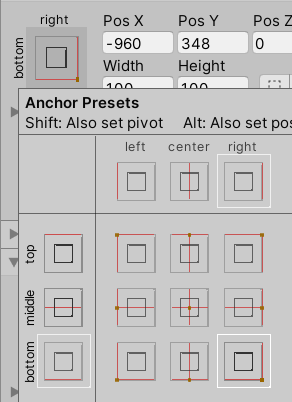 right
Pos X Pos Y Pos Z
bottom
-960 348 0
Width Height
100 100
Anchor Presets
Shift: Also set pivot Alt: Also set pos
left center right
top
middle
bottom